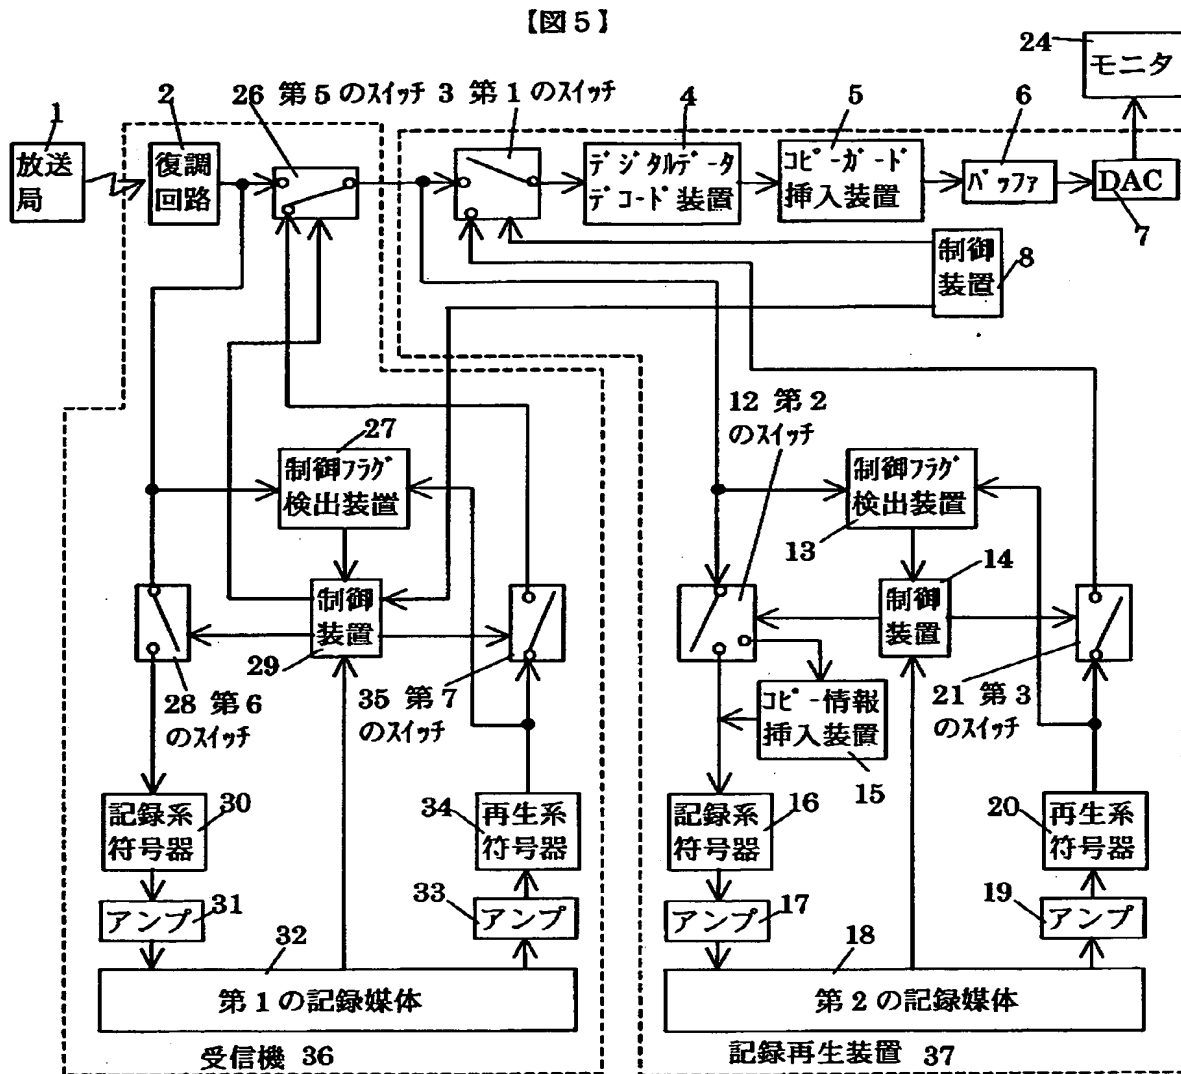 【図5】
24
モニタ
26 第5のスイッチ 3 第1のスイッチ
1
2
4
5
6
放送
局
復調
回路
デジタルデータ
デコード装置
コピーガード
挿入装置
バッファ
DAC
7
制御
装置
8
12 第2
のスイッチ
27
制御フラグ
検出装置
制御フラグ
検出装置
13
14
制御
装置
29
制御
装置
28 第6
のスイッチ
35 第7
のスイッチ
コピー情報
挿入装置
15
21 第3
のスイッチ
記録系
符号器
30
34
再生系
符号器
記録系
符号器
16
20
再生系
符号器
アンプ
31
33
アンプ
アンプ
17
19
アンプ
32
第1の記録媒体
18
第2の記録媒体
受信機 36
記録再生装置 37